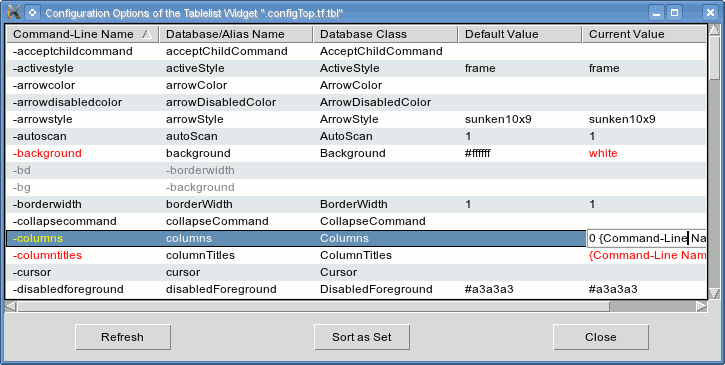 Configuration Options of the Tablelist Widget ".configTop.tf.tbl"
Command-Line Name Database/Alias Name Database Class Default Value Current Value
-acceptchildcommand acceptChildCommand AcceptChildCommand
-activestyle activeStyle ActiveStyle frame frame
-arrowcolor arrowColor ArrowColor
-arrowdisabledcolor arrowDisabledColor ArrowDisabledColor
-arrowstyle arrowStyle ArrowStyle sunken10x9 sunken10x9
-autoscan autoScan AutoScan 1 1
-background background Background #ffffff white
-bd -borderwidth
-bg -background
-borderwidth borderWidth BorderWidth 1 1
-collapsecommand collapseCommand CollapseCommand
-columns columns Columns 0 {Command-Line Na
-columntitles columnTitles ColumnTitles {Command-Line Nam
-cursor cursor Cursor
-disabledforeground disabledForeground DisabledForeground #a3a3a3 #a3a3a3
Refresh Sort as Set Close